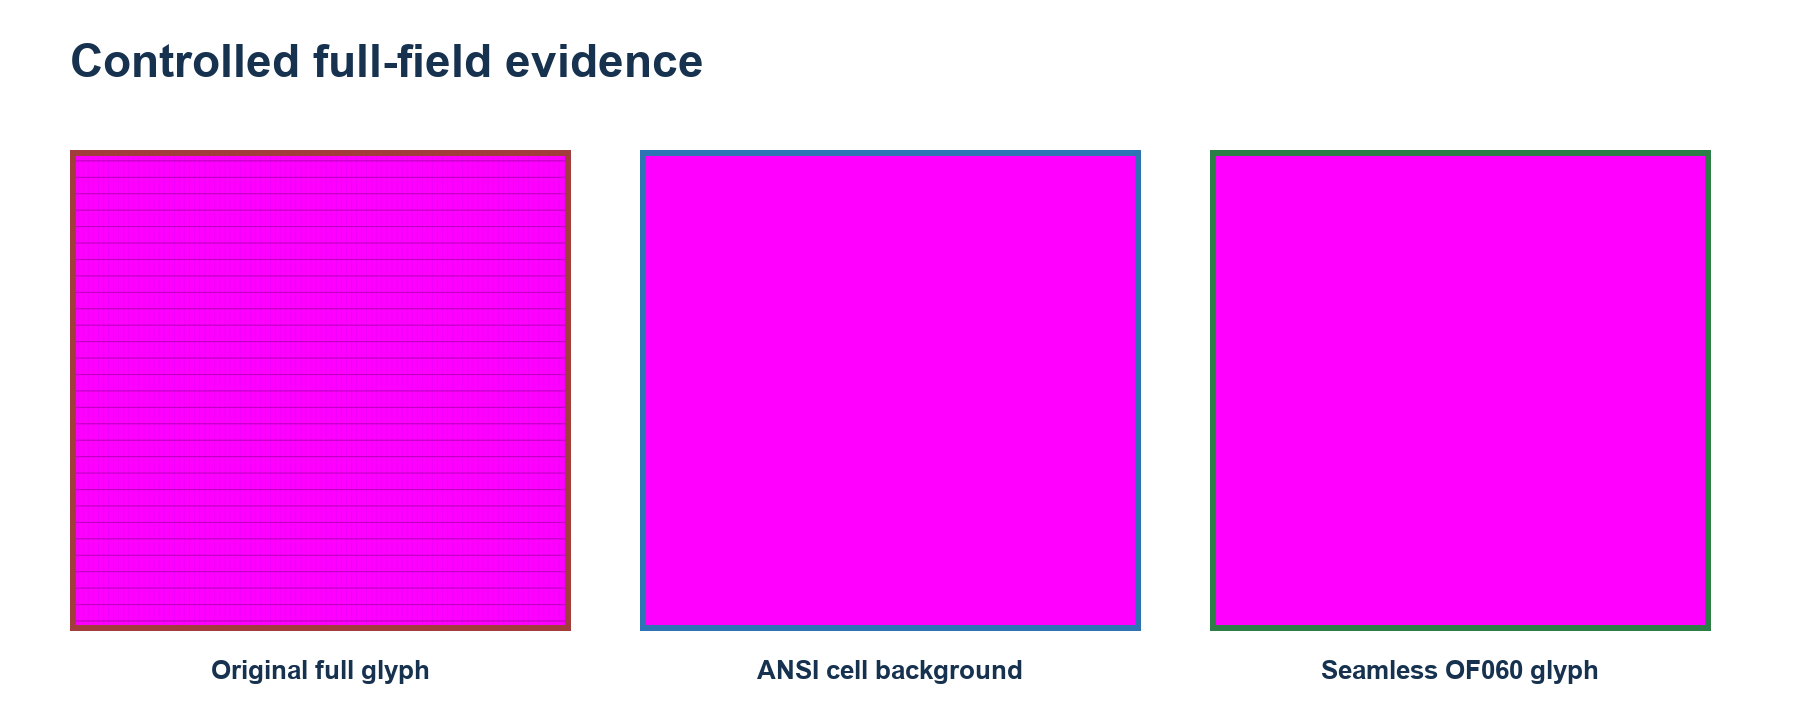 Controlled full-field evidence
Original full glyph
ANSI cell background
Seamless OF060 glyph